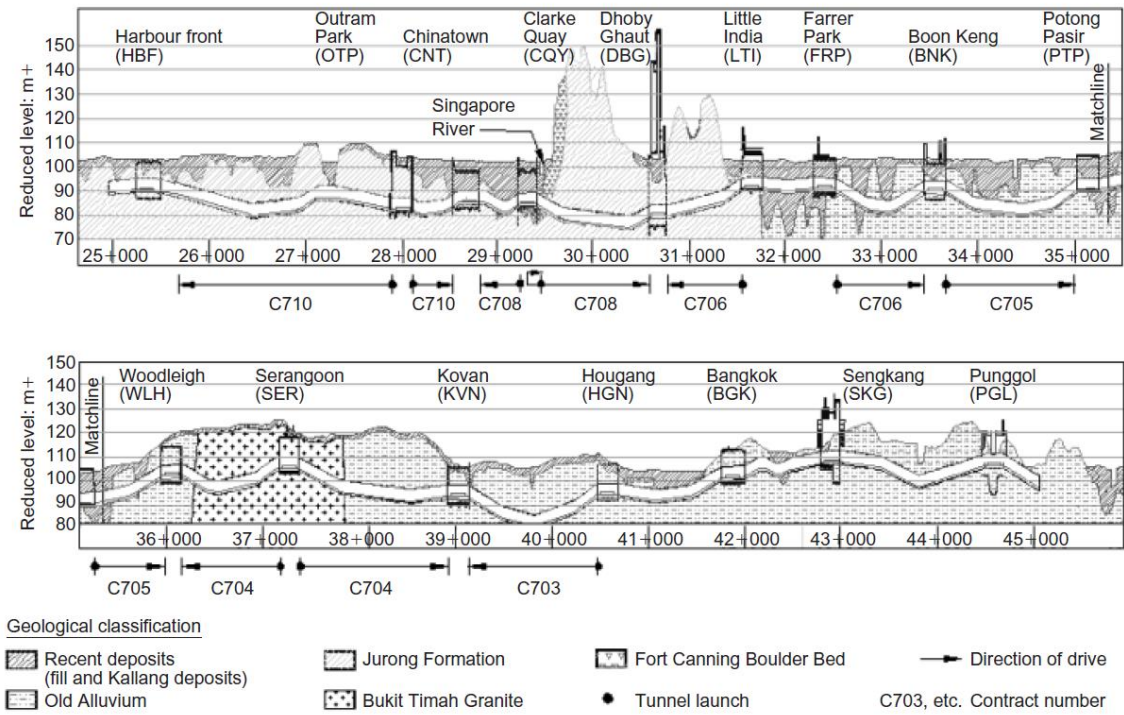 Harbour front
(HBF)
Outram
Park
(OTP)
Chinatown
(CNT)
Clarke
Quay
(CQY)
Dhoby
Ghaut
(DBG)
Little
India
(LTI)
Farrer
Park
(FRP)
Boon Keng
(BNK)
Potong
Pasir
(PTP)
Reduced level: m+
150
140
130
120
110
100
90
80
70
Singapore
River
Matchline
25+000 26+000 27+000 28+000 29+000 30+000 31+000 32+000 33+000 34+000 35+000
C710 C710 C708 C708 C706 C706 C705
Woodleigh
(WLH)
Serangoon
(SER)
Kovan
(KVN)
Hougang
(HGN)
Bangkok
(BGK)
Sengkang
(SKG)
Punggol
(PGL)
Reduced level: m+
150
140
130
120
110
100
90
80
Matchline
36+000 37+000 38+000 39+000 40+000 41+000 42+000 43+000 44+000 45+000
C705 C704 C704 C703
Geological classification
Recent deposits
(fill and Kallang deposits)
Old Alluvium
Jurong Formation
Bukit Timah Granite
Fort Canning Boulder Bed
Tunnel launch
Direction of drive
C703, etc. Contract number